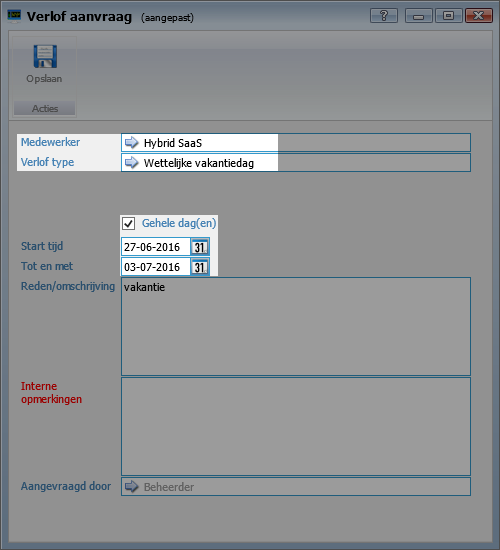 Verlof aanvraag (aangepast)
?
Opslaan
Acties
Medewerker Hybrid SaaS
Verlof type Wettelijke vakantiedag
Gehele dag(en)
Start tijd 27-06-2016 31
Tot en met 03-07-2016 31
Reden/omschrijving vakantie
Interne
opmerkingen
Aangevraagd door Beheerder